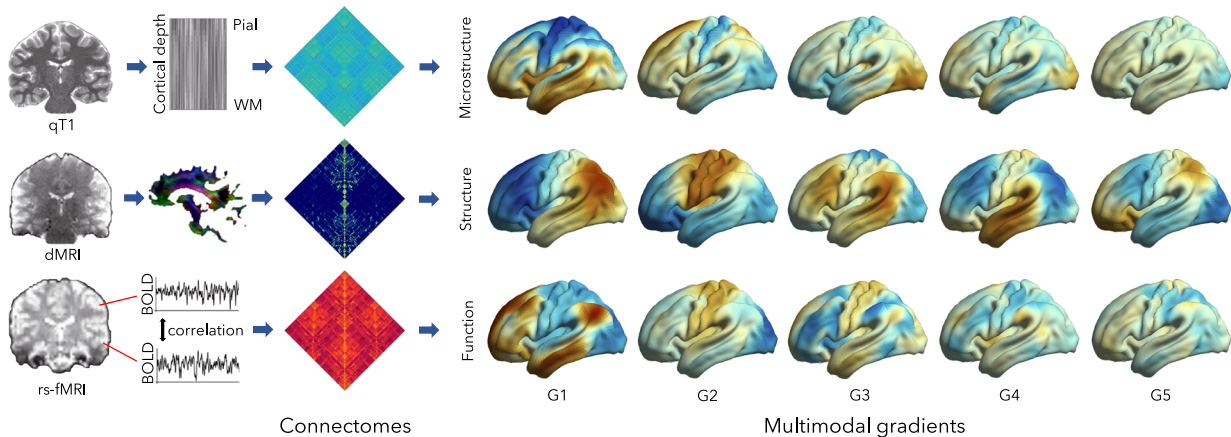 Cortical depth
Pial
WM
qT1
Microstructure
dMRI
Structure
BOLD
correlation
BOLD
rs-fMRI
Function
G1
G2
G3
G4
G5
Connectomes
Multimodal gradients